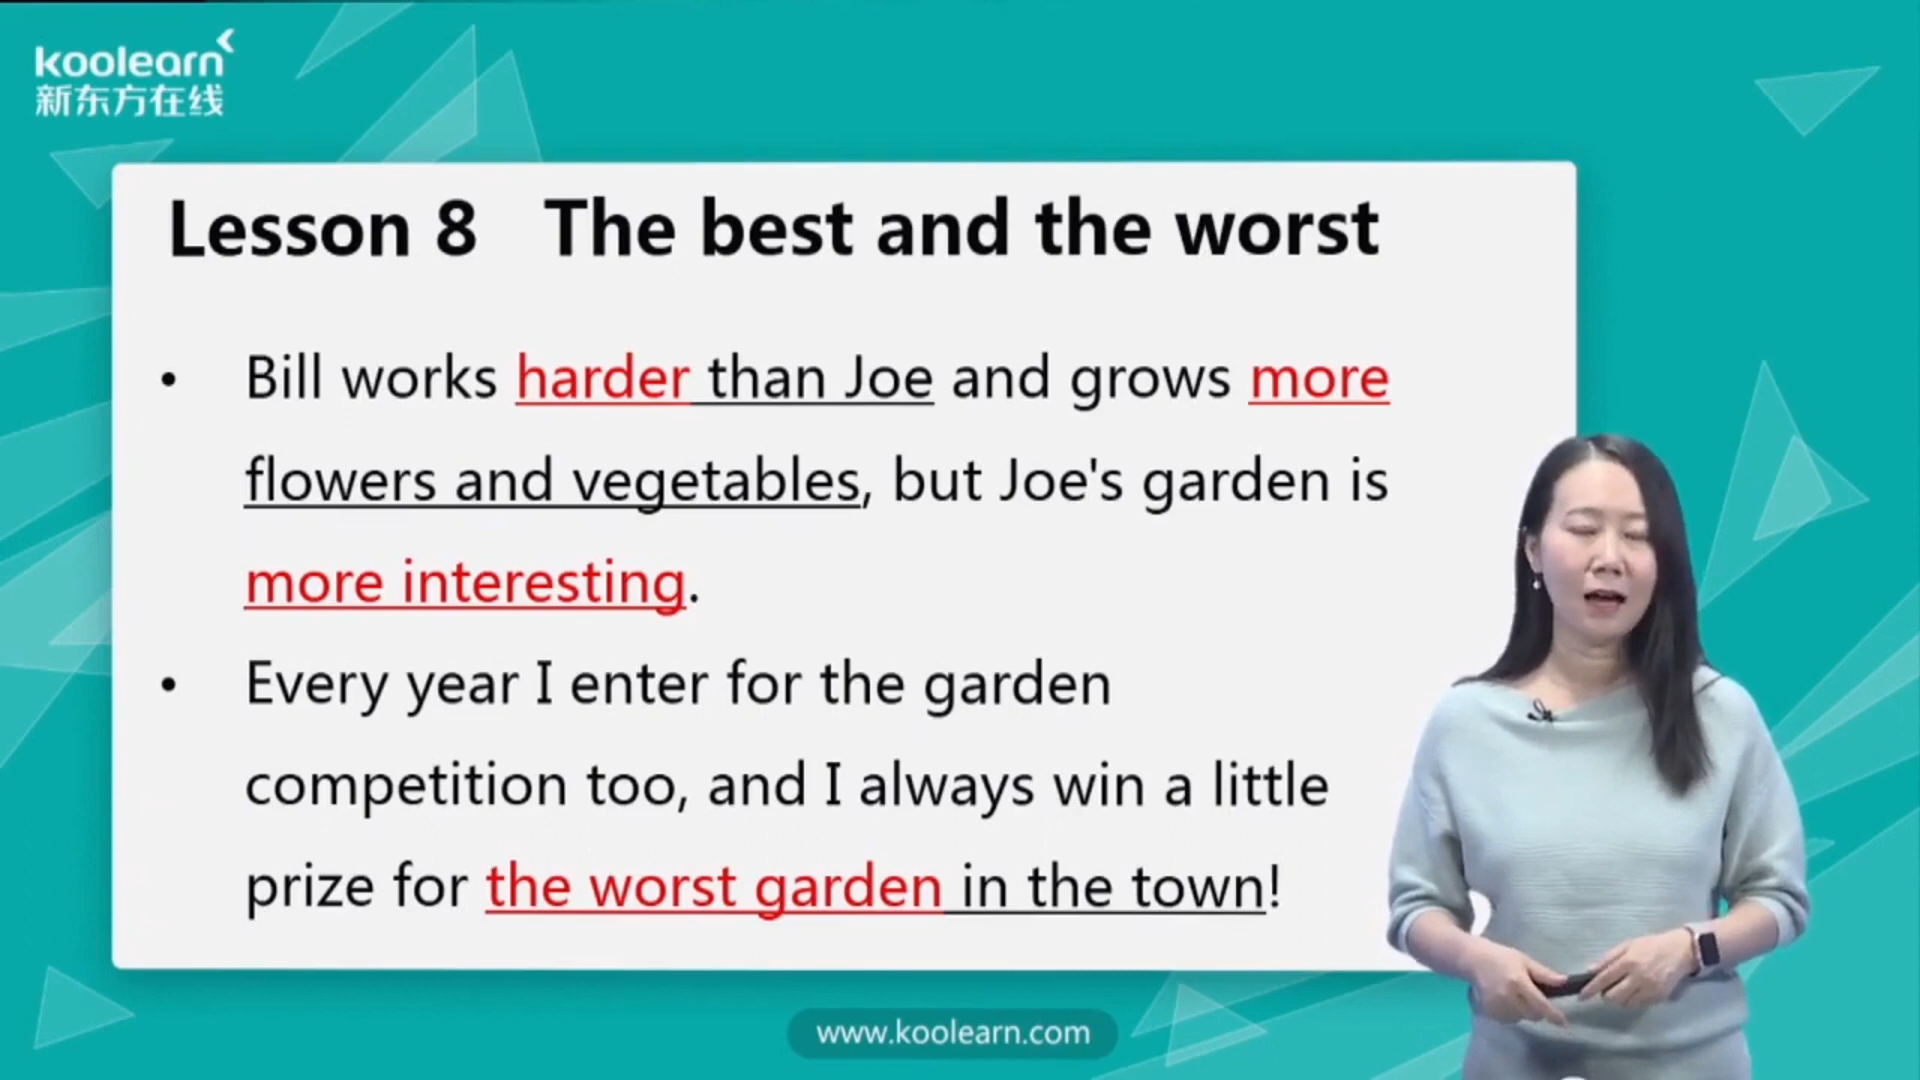 koolearn
新东方在线
Lesson 8 The best and the worst
• Bill works harder than Joe and grows more
flowers and vegetables, but Joe's garden is
more interesting.
• Every year I enter for the garden
competition too, and I always win a little
prize for the worst garden in the town!
www.koolearn.com